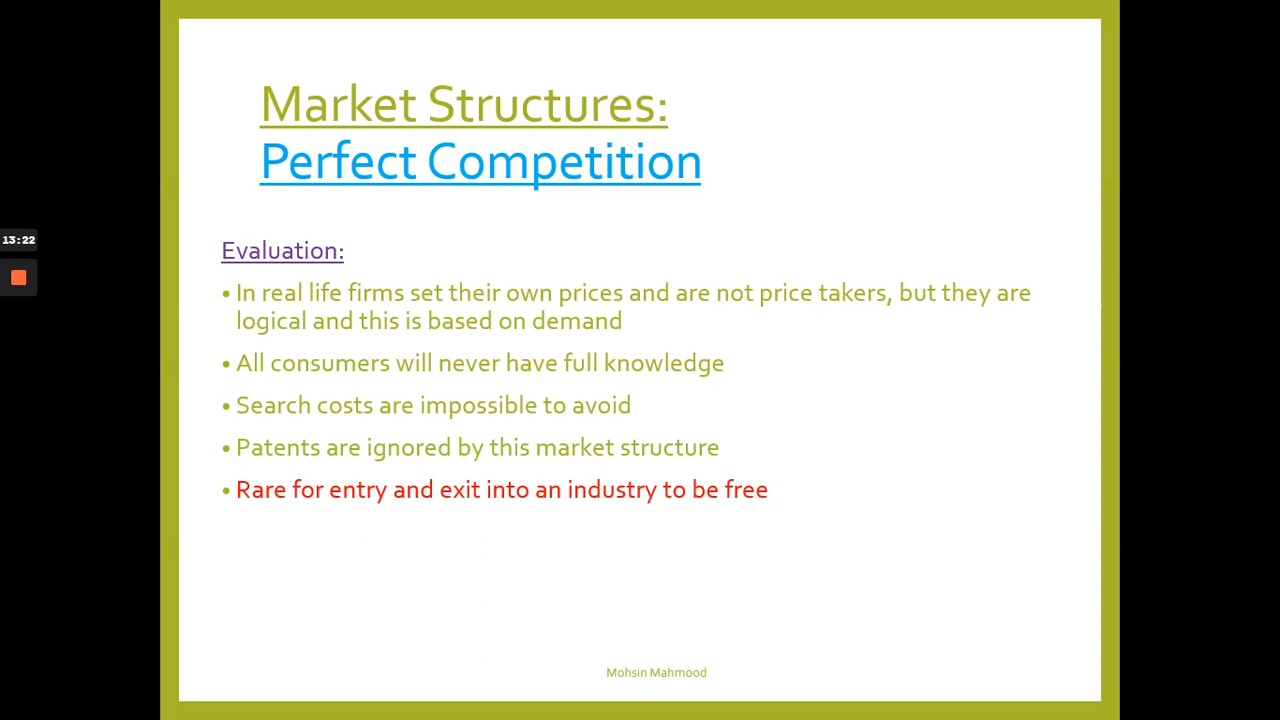 Market Structures:
Perfect Competition
13:22
Evaluation:
• In real life firms set their own prices and are not price takers, but they are
logical and this is based on demand
• All consumers will never have full knowledge
• Search costs are impossible to avoid
• Patents are ignored by this market structure
• Rare for entry and exit into an industry to be free
Mohsin Mahmood